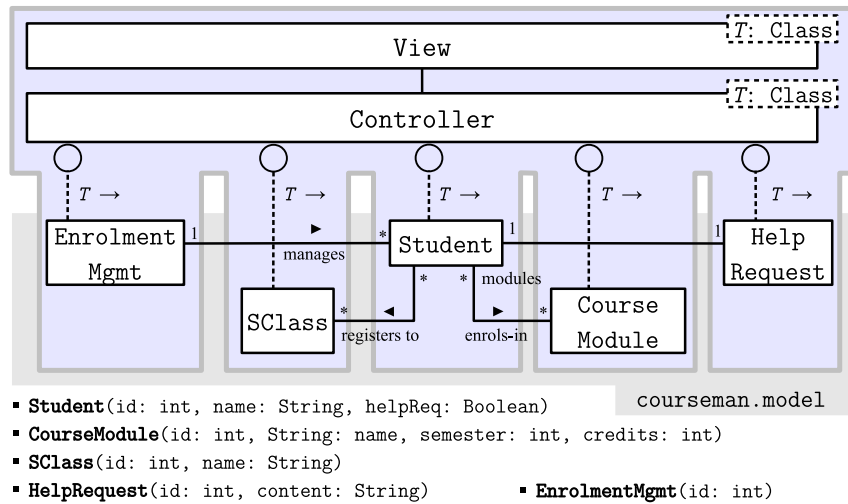 T: Class
View
T: Class
Controller
T → T → T → T → T →
Enrolment
Mgmt
1
manages
*
Student
1
1
Help
Request
*
*
modules
SClass
*
registers to
enrols-in
*
Course
Module
courseman.model
▪ Student(id: int, name: String, helpReq: Boolean)
▪ CourseModule(id: int, String: name, semester: int, credits: int)
▪ SClass(id: int, name: String)
▪ HelpRequest(id: int, content: String)
▪ EnrolmentMgmt(id: int)